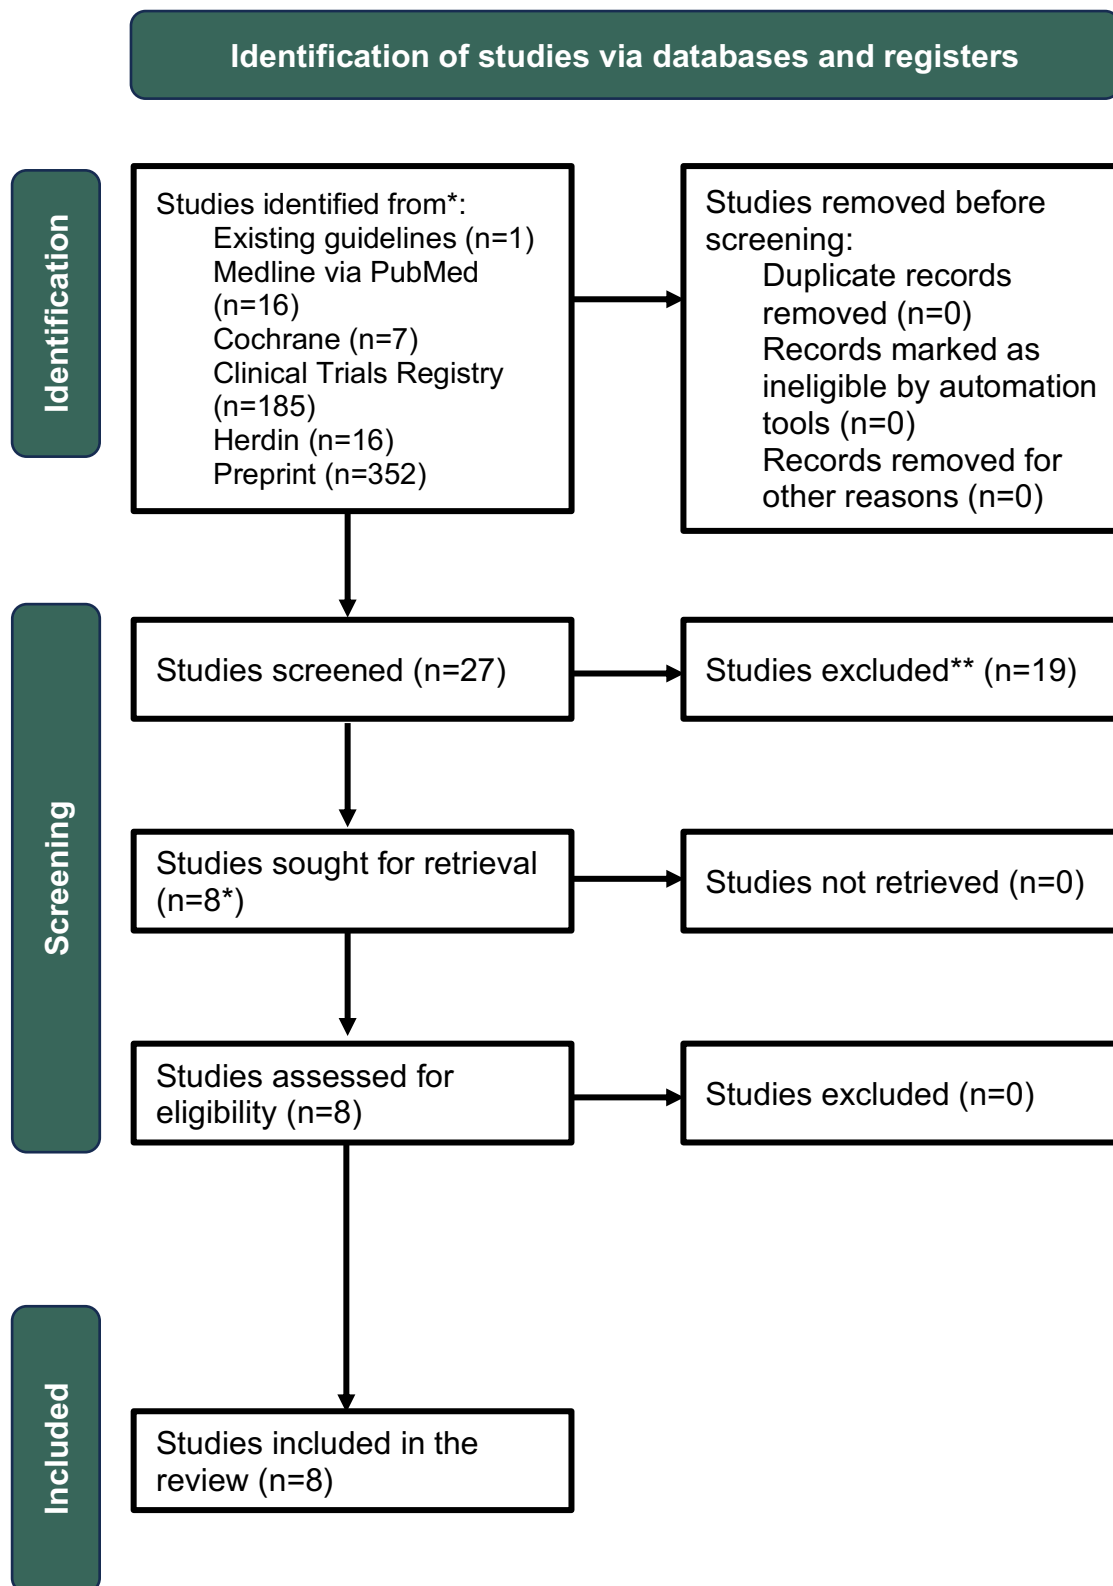 Identification of studies via databases and registers
Identification
Studies identified from*:
Existing guidelines (n=1)
Medline via PubMed
(n=16)
Cochrane (n=7)
Clinical Trials Registry
(n=185)
Herdin (n=16)
Preprint (n=352)
Studies removed before
screening:
Duplicate records
removed (n=0)
Records marked as
ineligible by automation
tools (n=0)
Records removed for
other reasons (n=0)
Screening
Studies screened (n=27)
Studies excluded** (n=19)
Studies sought for retrieval
(n=8*)
Studies not retrieved (n=0)
Studies assessed for
eligibility (n=8)
Studies excluded (n=0)
Included
Studies included in the
review (n=8)